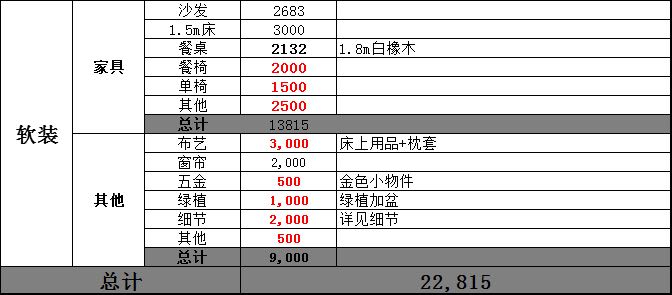 软装
家具
沙发 2683
1.5m床 3000
餐桌 2132 1.8m白橡木
餐椅 2000
单椅 1500
其他 2500
总计 13815
其他
布艺 3,000 床上用品+枕套
窗帘 2,000
五金 500 金色小物件
绿植 1,000 绿植加盆
细节 2,000 详见细节
其他 500
总计 9,000
总计 22,815